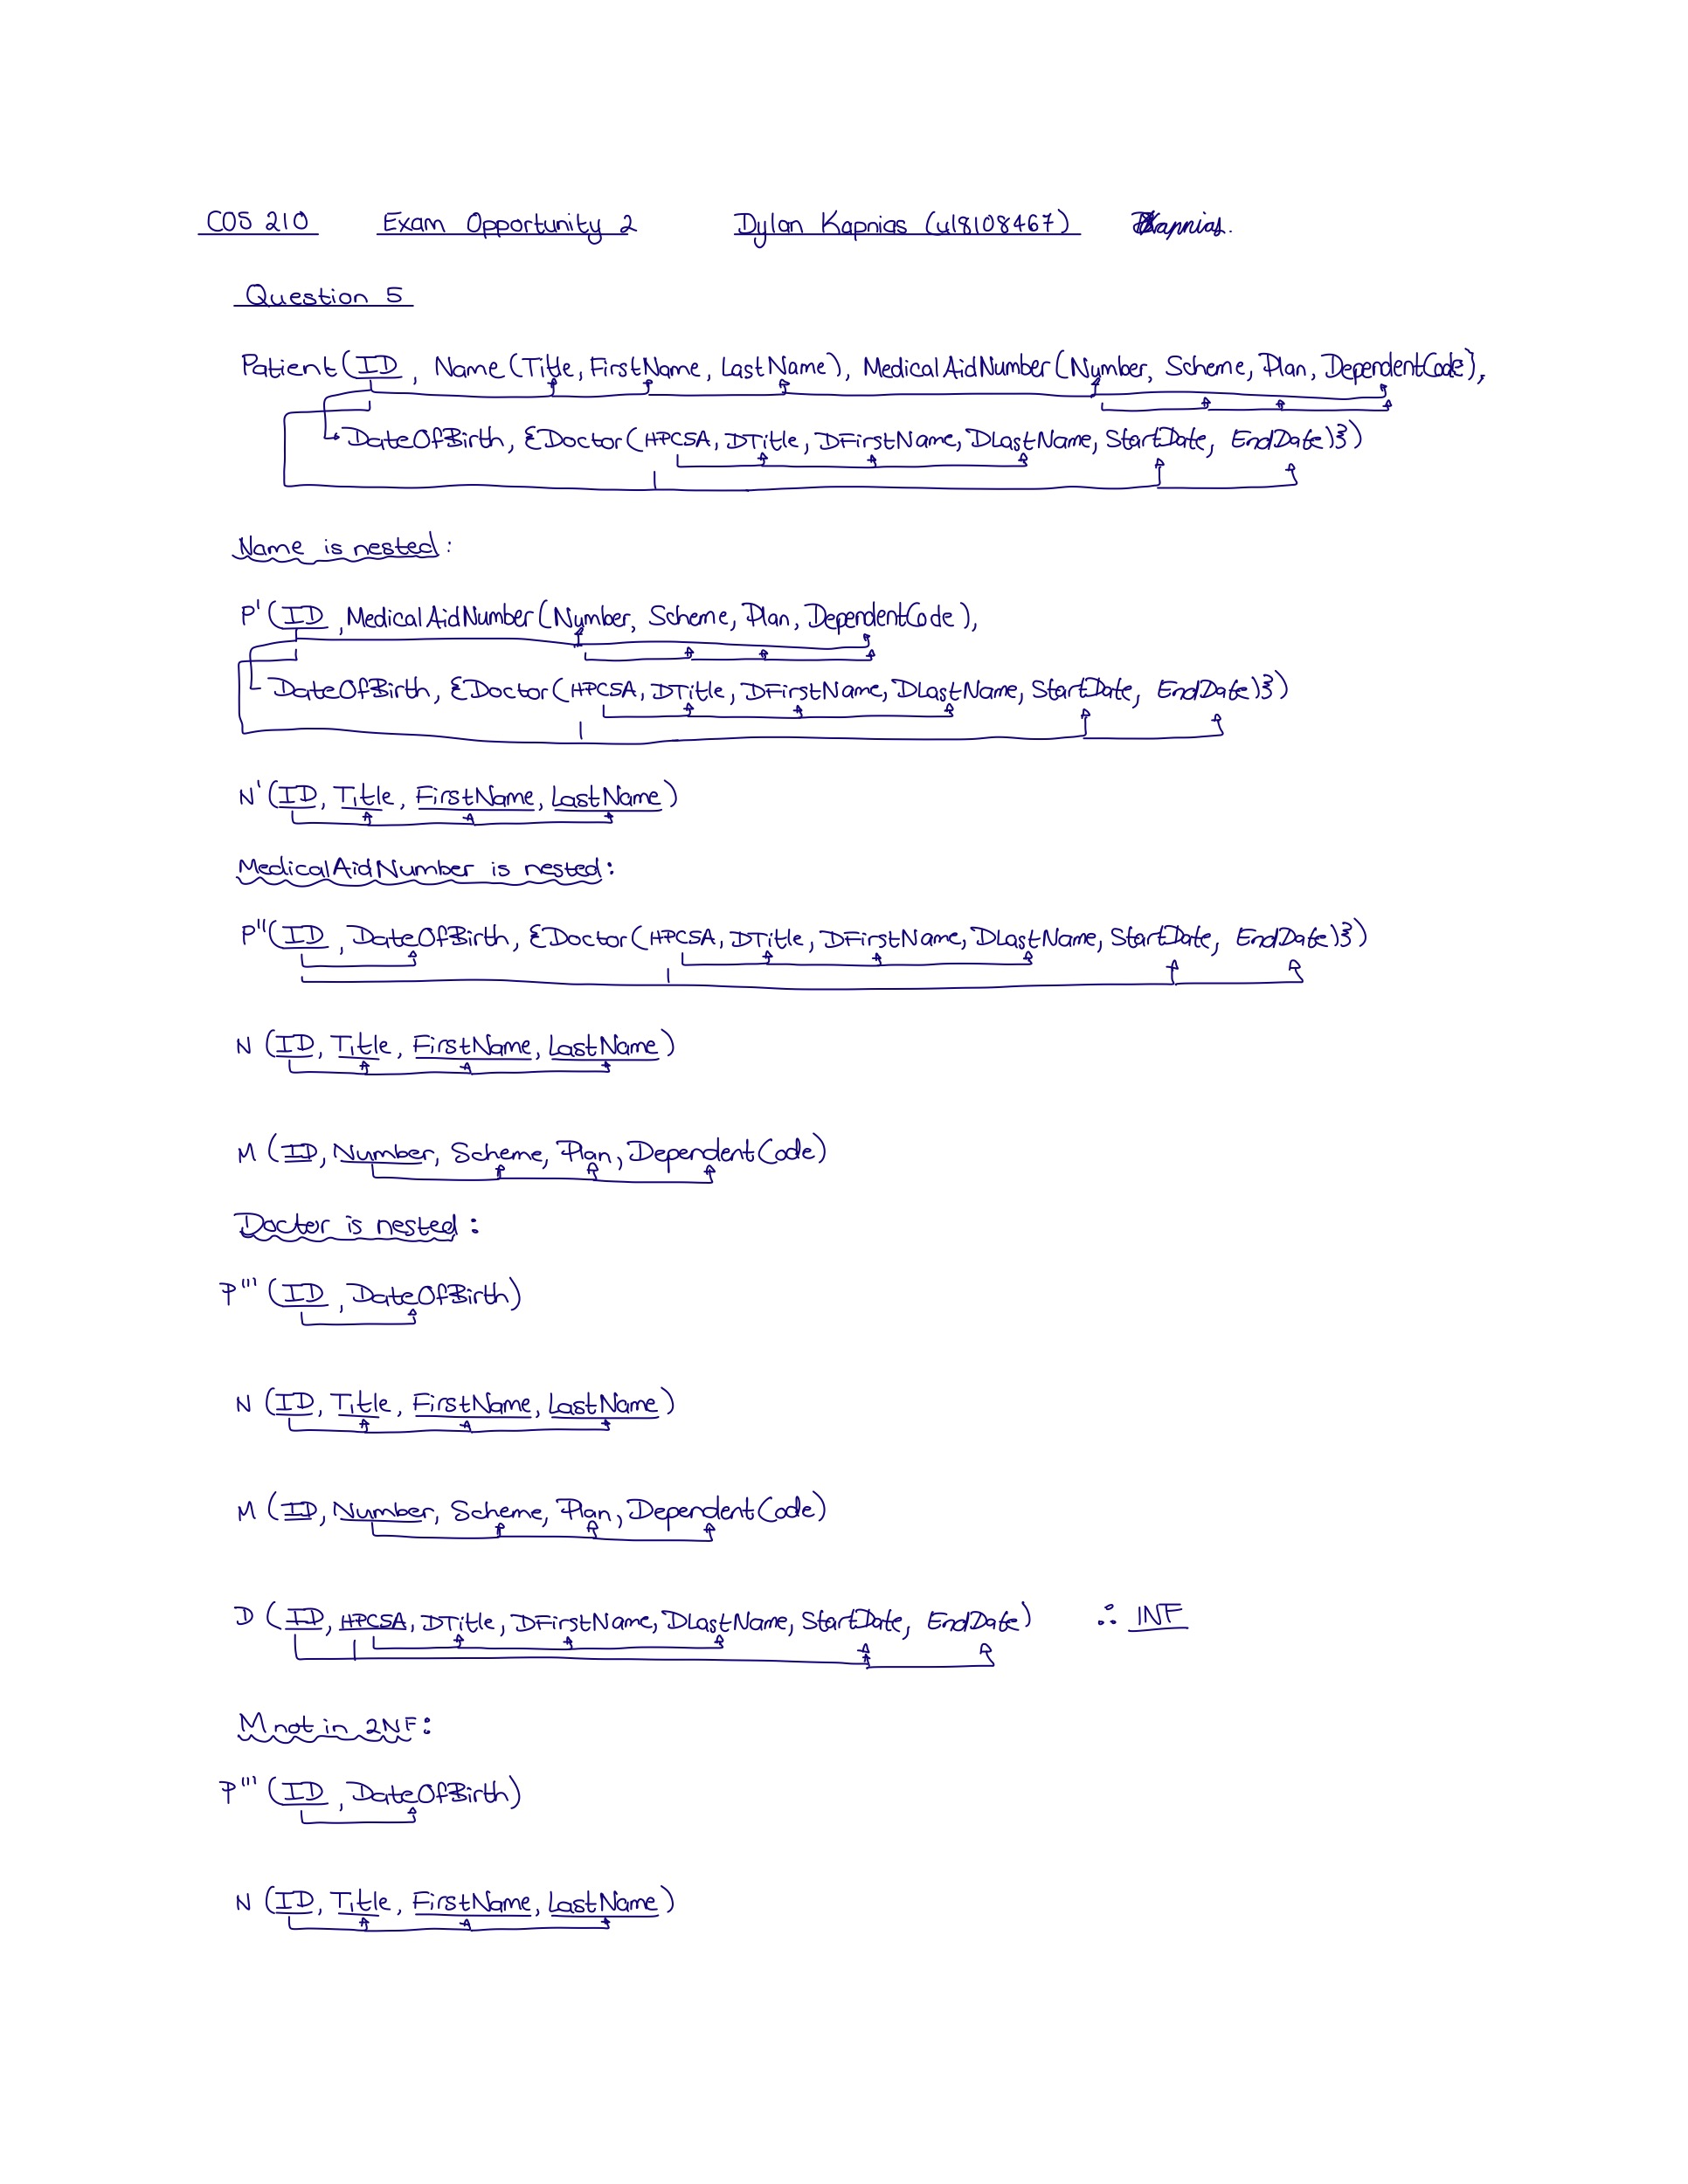 COS 210 Exam Opportunity 2 Dylan Kapnias (u18108467) DKapnias.
Question 5
Patient (ID, Name (Title, FirstName, LastName), MedicalAidNumber (Number, Scheme, Plan, DependentCode),
DateOfBirth, {Doctor (HPCSA, DTitle, DFirstName, DLastName, StartDate, EndDate)})
Name is nested:
P' (ID, MedicalAidNumber (Number, Scheme, Plan, DependentCode),
DateOfBirth, {Doctor (HPCSA, DTitle, DFirstName, DLastName, StartDate, EndDate)})
N' (ID, Title, FirstName, LastName)
MedicalAidNumber is nested:
P'' (ID, DateOfBirth, {Doctor (HPCSA, DTitle, DFirstName, DLastName, StartDate, EndDate)})
N (ID, Title, FirstName, LastName)
M (ID, Number, Scheme, Plan, DependentCode)
Doctor is nested:
P''' (ID, DateOfBirth)
N (ID, Title, FirstName, LastName)
M (ID, Number, Scheme, Plan, DependentCode)
D (ID, HPCSA, DTitle, DFirstName, DLastName, StartDate, EndDate) ∴ 1NF
M not in 2NF:
P''' (ID, DateOfBirth)
N (ID, Title, FirstName, LastName)